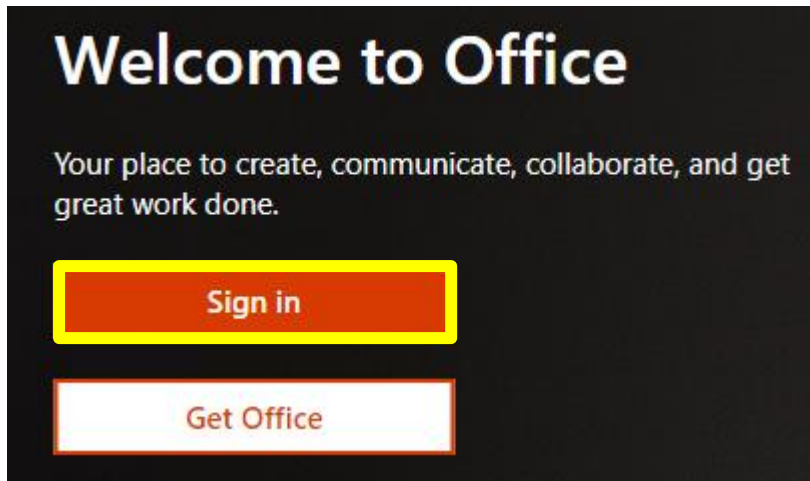 Welcome to Office
Your place to create, communicate, collaborate, and get
great work done.
Sign in
Get Office